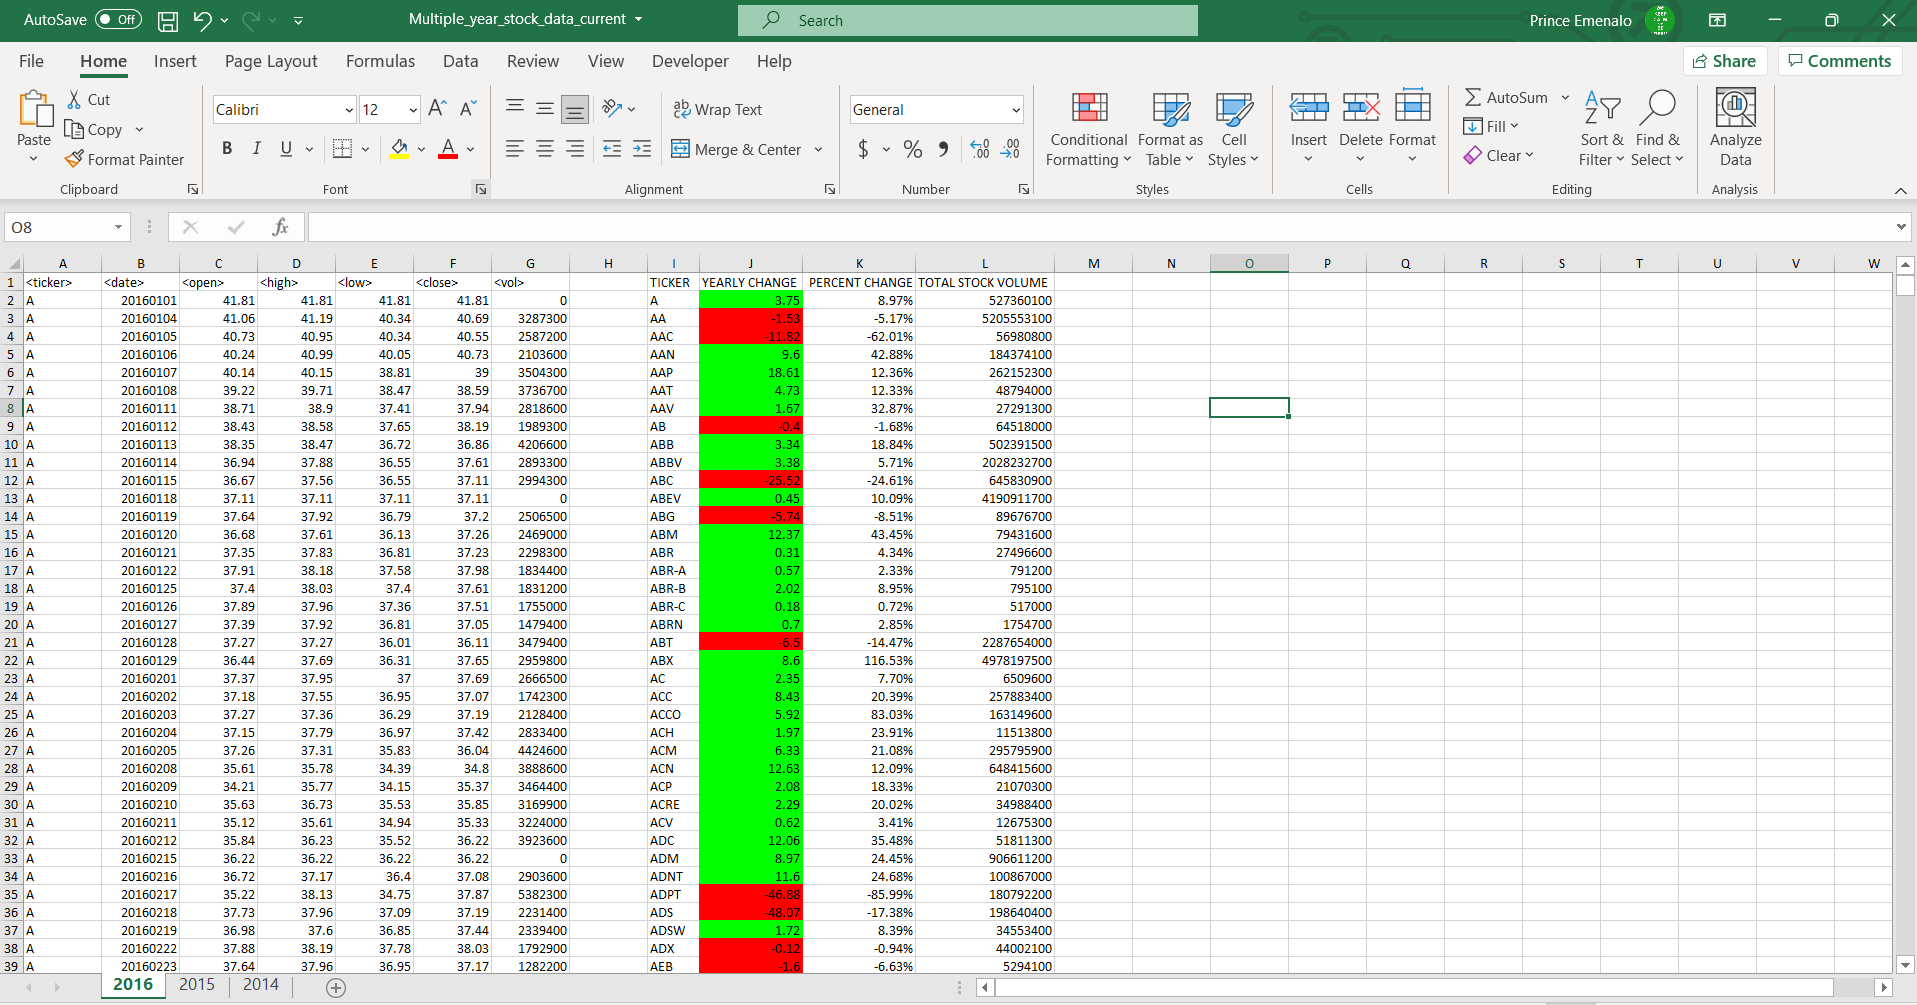 AutoSave Off Multiple_year_stock_data_current Search Prince Emenalo
File Home Insert Page Layout Formulas Data Review View Developer Help Share Comments
Paste Cut Copy Format Painter Clipboard
Calibri 12 B I U A Font
ab Wrap Text Merge & Center Alignment
General $ % Number
Conditional Formatting Format as Table Cell Styles Styles
Insert Delete Format Cells
AutoSum Fill Clear Sort & Filter Find & Select Editing
Analyze Data Analysis
O8 fx
A B C D E F G H I J K L M N O P Q R S T U V W
1 <ticker> <date> <open> <high> <low> <close> <vol> TICKER YEARLY CHANGE PERCENT CHANGE TOTAL STOCK VOLUME
2 A 20160101 41.81 41.81 41.81 41.81 0 A 3.75 8.97% 527360100
3 A 20160104 41.06 41.19 40.34 40.69 3287300 AA -1.53 -5.17% 5205553100
4 A 20160105 40.73 40.95 40.34 40.55 2587200 AAC -11.82 -62.01% 56980800
5 A 20160106 40.24 40.99 40.05 40.73 2103600 AAN 9.6 42.88% 184374100
6 A 20160107 40.14 40.15 38.81 39 3504300 AAP 18.61 12.36% 262152300
7 A 20160108 39.22 39.71 38.47 38.59 3736700 AAT 4.73 12.33% 48794000
8 A 20160111 38.71 38.9 37.41 37.94 2818600 AAV 1.67 32.87% 27291300
9 A 20160112 38.43 38.58 37.65 38.19 1989300 AB -0.4 -1.68% 64518000
10 A 20160113 38.35 38.47 36.72 36.86 4206600 ABB 3.34 18.84% 502391500
11 A 20160114 36.94 37.88 36.55 37.61 2893300 ABBV 3.38 5.71% 2028232700
12 A 20160115 36.67 37.56 36.55 37.11 2994300 ABC -25.52 -24.61% 645830900
13 A 20160118 37.11 37.11 37.11 37.11 0 ABEV 0.45 10.09% 4190911700
14 A 20160119 37.64 37.92 36.79 37.2 2506500 ABG -5.74 -8.51% 89676700
15 A 20160120 36.68 37.61 36.13 37.26 2469000 ABM 12.37 43.45% 79431600
16 A 20160121 37.35 37.83 36.81 37.23 2298300 ABR 0.31 4.34% 27496600
17 A 20160122 37.91 38.18 37.58 37.98 1834400 ABR-A 0.57 2.33% 791200
18 A 20160125 37.4 38.03 37.4 37.61 1831200 ABR-B 2.02 8.95% 795100
19 A 20160126 37.89 37.96 37.36 37.51 1755000 ABR-C 0.18 0.72% 517000
20 A 20160127 37.39 37.92 36.81 37.05 1479400 ABRN 0.7 2.85% 1754700
21 A 20160128 37.27 37.27 36.01 36.11 3479400 ABT -6.5 -14.47% 2287654000
22 A 20160129 36.44 37.69 36.31 37.65 2959800 ABX 8.6 116.53% 4978197500
23 A 20160201 37.37 37.95 37 37.69 2666500 AC 2.35 7.70% 6509600
24 A 20160202 37.18 37.55 36.95 37.07 1742300 ACC 8.43 20.39% 257883400
25 A 20160203 37.27 37.36 36.29 37.19 2128400 ACCO 5.92 83.03% 163149600
26 A 20160204 37.15 37.79 36.97 37.42 2833400 ACH 1.97 23.91% 11513800
27 A 20160205 37.26 37.31 35.83 36.04 4424600 ACM 6.33 21.08% 295795900
28 A 20160208 35.61 35.78 34.39 34.8 3888600 ACN 12.63 12.09% 648415600
29 A 20160209 34.21 35.77 34.15 35.37 3464400 ACP 2.08 18.33% 21070300
30 A 20160210 35.63 36.73 35.53 35.85 3169900 ACRE 2.29 20.02% 34988400
31 A 20160211 35.12 35.61 34.94 35.33 3224000 ACV 0.62 3.41% 12675300
32 A 20160212 35.84 36.23 35.52 36.22 3923600 ADC 12.06 35.48% 51811300
33 A 20160215 36.22 36.22 36.22 36.22 0 ADM 8.97 24.45% 906611200
34 A 20160216 36.72 37.17 36.4 37.08 2903600 ADNT 11.6 24.68% 100867000
35 A 20160217 35.22 38.13 34.75 37.87 5382300 ADPT -46.88 -85.99% 180792200
36 A 20160218 37.73 37.96 37.09 37.19 2231400 ADS -48.07 -17.38% 198640400
37 A 20160219 36.98 37.6 36.85 37.44 2339400 ADSW 1.72 8.39% 34553400
38 A 20160222 37.88 38.19 37.78 38.03 1792900 ADX -0.12 -0.94% 44002100
39 A 20160223 37.64 37.96 36.95 37.17 1282200 AEB -1.6 -6.63% 5294100
2016 2015 2014